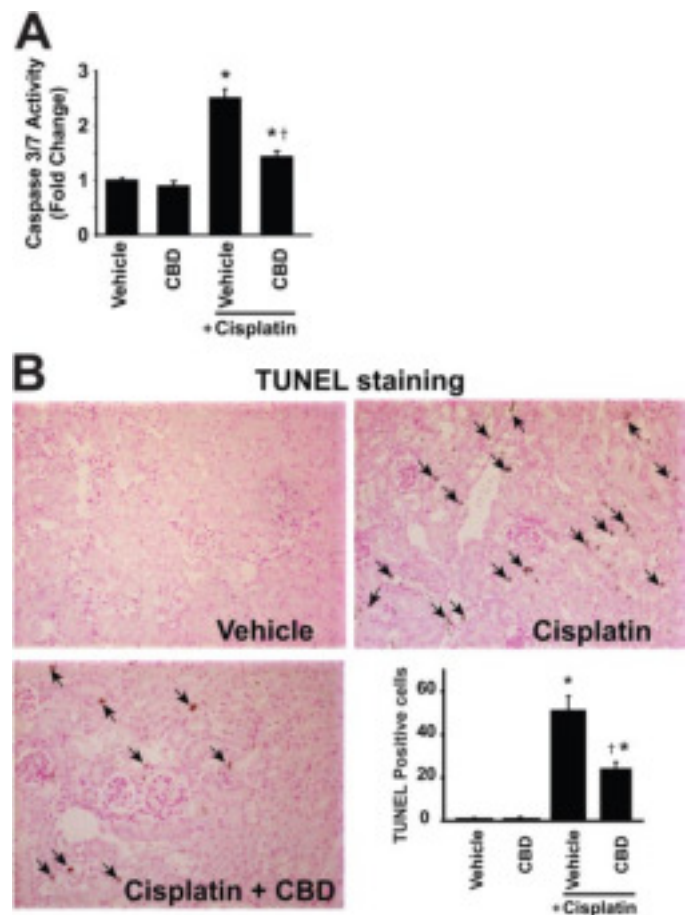 A
Caspase 3/7 Activity
(Fold Change)
3
2
1
0
*
*†
Vehicle
CBD
Vehicle
CBD
+Cisplatin
B
TUNEL staining
Vehicle
Cisplatin
Cisplatin + CBD
TUNEL Positive cells
60
40
20
0
*
†*
Vehicle
CBD
Vehicle
CBD
+Cisplatin